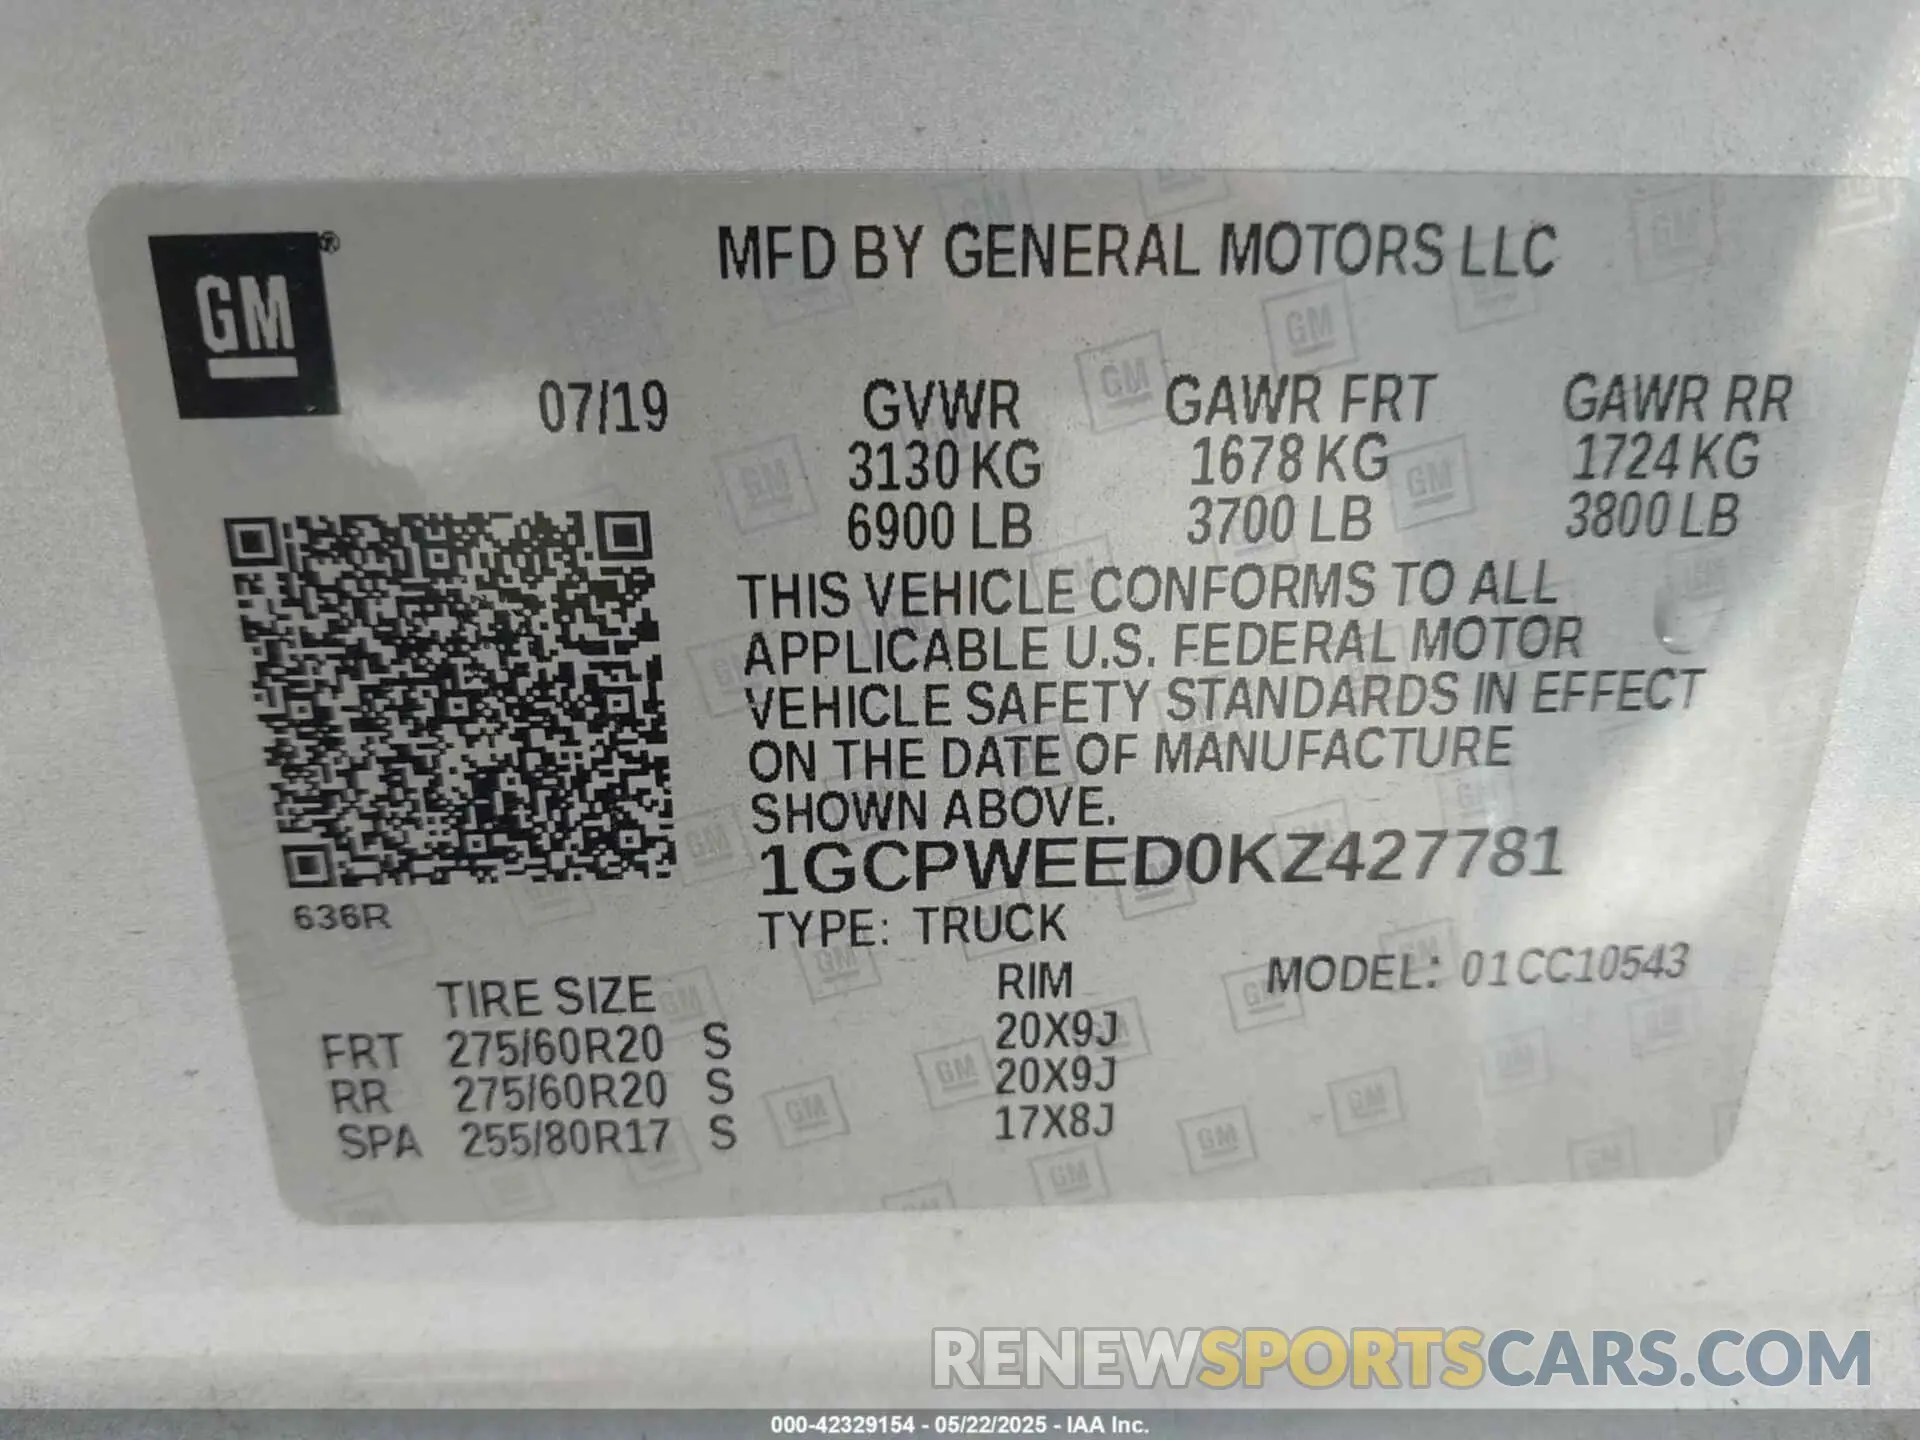 GM®
MFD BY GENERAL MOTORS LLC
07/19 GVWR GAWR FRT GAWR RR
3130 KG 1678 KG 1724 KG
6900 LB 3700 LB 3800 LB
THIS VEHICLE CONFORMS TO ALL
APPLICABLE U.S. FEDERAL MOTOR
VEHICLE SAFETY STANDARDS IN EFFECT
ON THE DATE OF MANUFACTURE
SHOWN ABOVE.
1GCPWEED0KZ427781
636R
TYPE: TRUCK
MODEL: 01CC10543
TIRE SIZE RIM
FRT 275/60R20 S 20X9J
RR 275/60R20 S 20X9J
SPA 255/80R17 S 17X8J
RENEWSPORTSCARS.COM
000-42329154 - 05/22/2025 - IAA Inc.